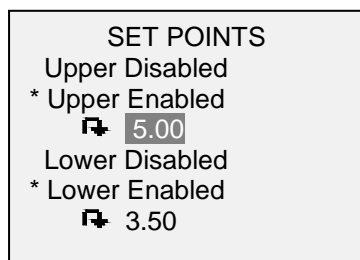 SET POINTS
Upper Disabled
* Upper Enabled
5.00
Lower Disabled
* Lower Enabled
3.50